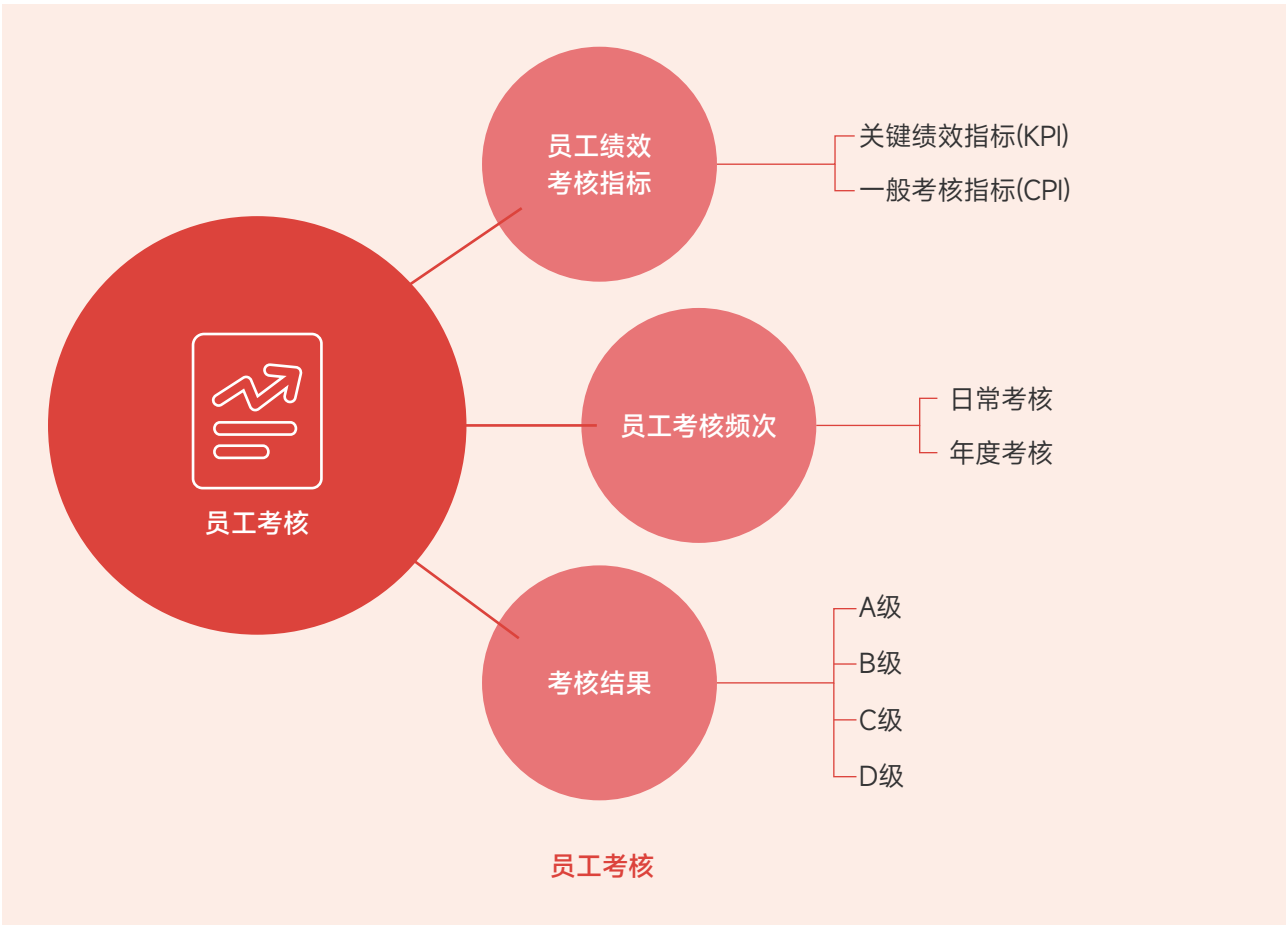 员工绩效
考核指标
关键绩效指标(KPI)
一般考核指标(CPI)
员工考核
员工考核频次
日常考核
年度考核
考核结果
A级
B级
C级
D级
员工考核